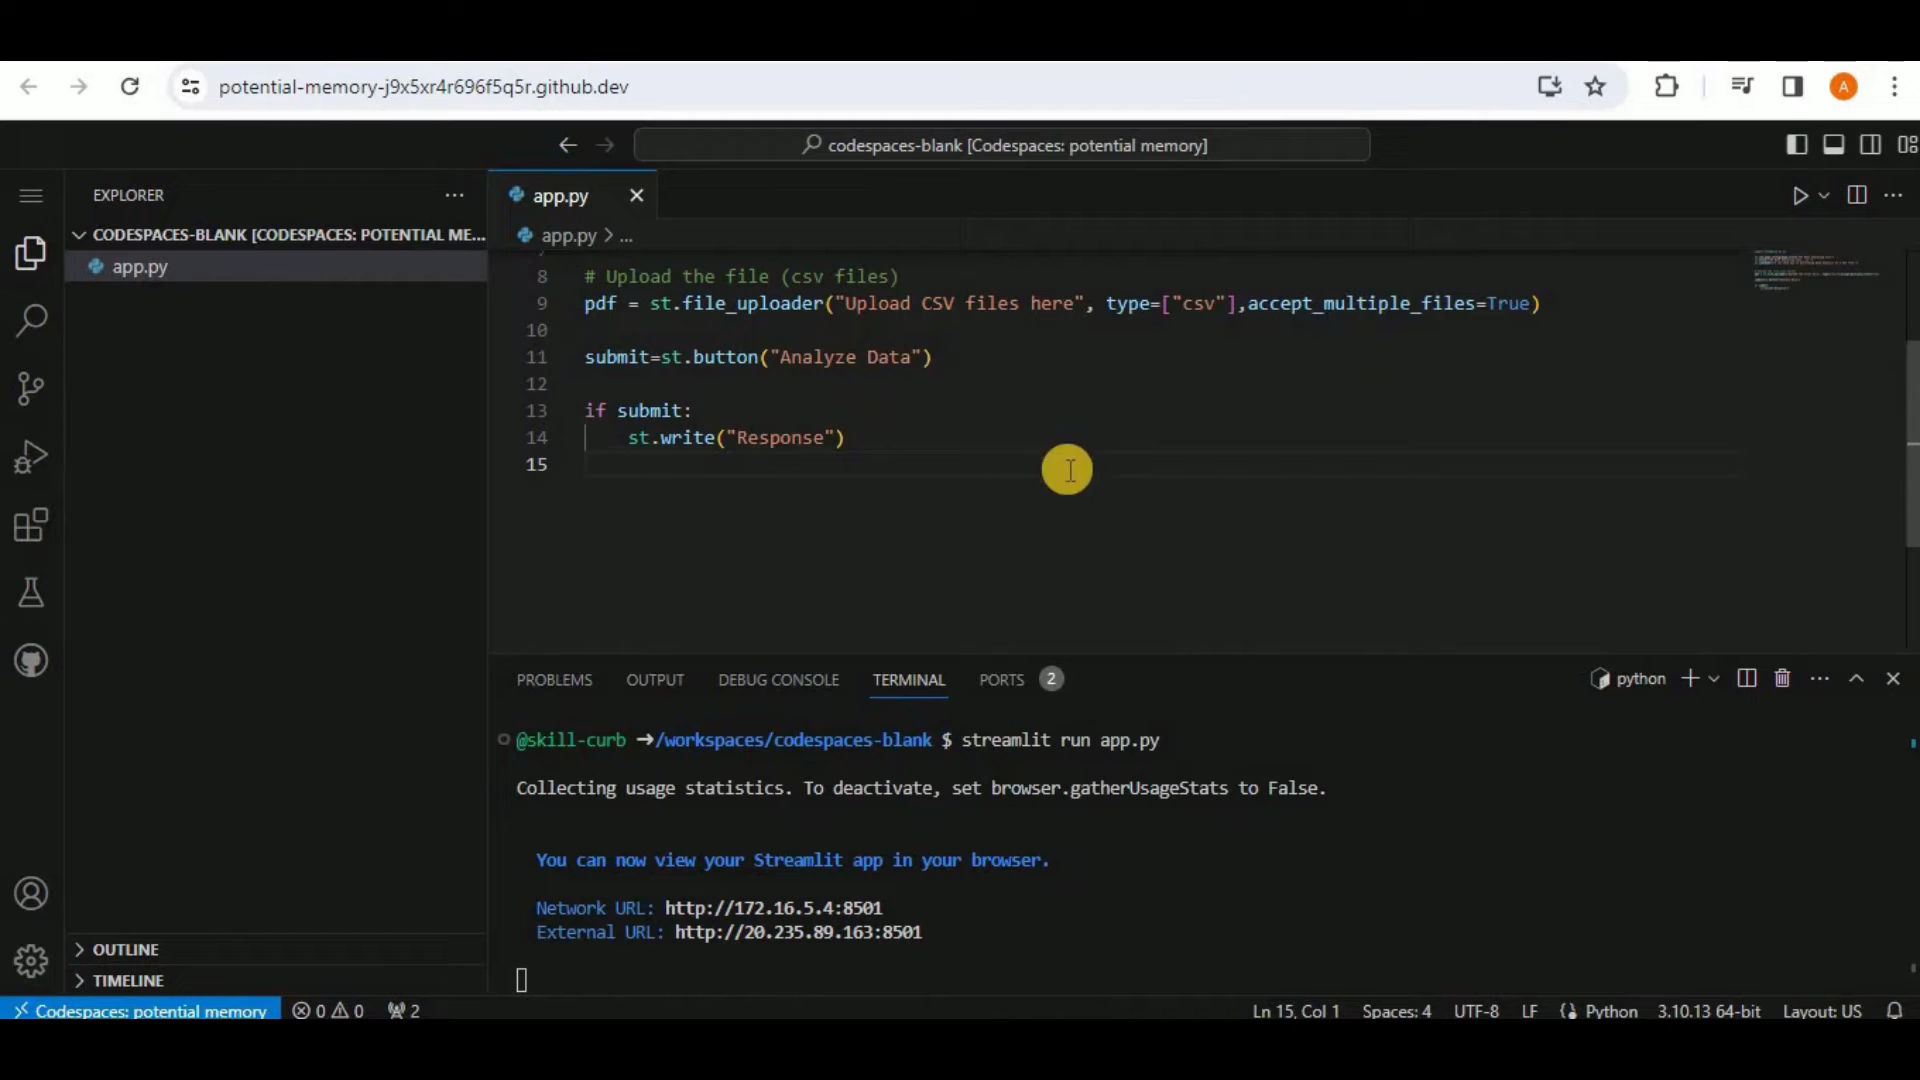 potential-memory-j9x5xr4r696f5q5r.github.dev
A
codespaces-blank [Codespaces: potential memory]
EXPLORER
CODESPACES-BLANK [CODESPACES: POTENTIAL ME...
app.py
app.py
app.py > ...
8 # Upload the file (csv files)
9 pdf = st.file_uploader("Upload CSV files here", type=["csv"],accept_multiple_files=True)
10
11 submit=st.button("Analyze Data")
12
13 if submit:
14 st.write("Response")
15
PROBLEMS OUTPUT DEBUG CONSOLE TERMINAL PORTS 2
python
@skill-curb ➜/workspaces/codespaces-blank $ streamlit run app.py
Collecting usage statistics. To deactivate, set browser.gatherUsageStats to False.
You can now view your Streamlit app in your browser.
Network URL: http://172.16.5.4:8501
External URL: http://20.235.89.163:8501
OUTLINE
TIMELINE
Codespaces: potential memory 0 0 2 Ln 15, Col 1 Spaces: 4 UTF-8 LF Python 3.10.13 64-bit Layout: US